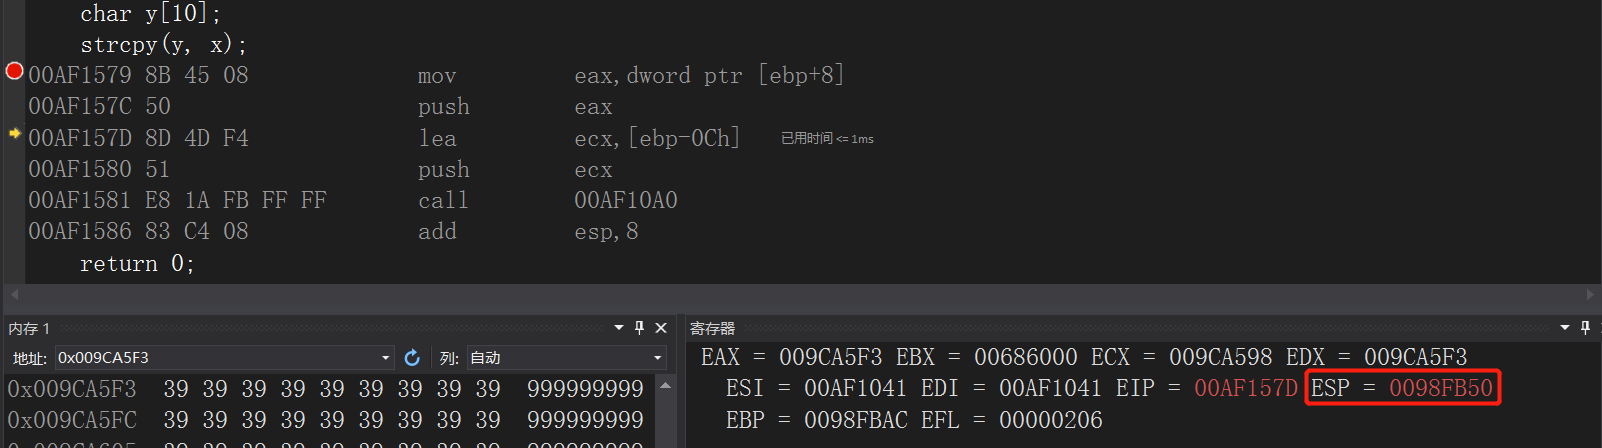 char y[10];
strcpy(y, x);
00AF1579 8B 45 08 mov eax,dword ptr [ebp+8]
00AF157C 50 push eax
00AF157D 8D 4D F4 lea ecx,[ebp-0Ch] 已用时间 <= 1ms
00AF1580 51 push ecx
00AF1581 E8 1A FB FF FF call 00AF10A0
00AF1586 83 C4 08 add esp,8
return 0;
内存 1
地址: 0x009CA5F3 列: 自动
0x009CA5F3 39 39 39 39 39 39 39 39 39 999999999
0x009CA5FC 39 39 39 39 39 39 39 39 39 999999999
寄存器
EAX = 009CA5F3 EBX = 00686000 ECX = 009CA598 EDX = 009CA5F3
ESI = 00AF1041 EDI = 00AF1041 EIP = 00AF157D ESP = 0098FB50
EBP = 0098FBAC EFL = 00000206